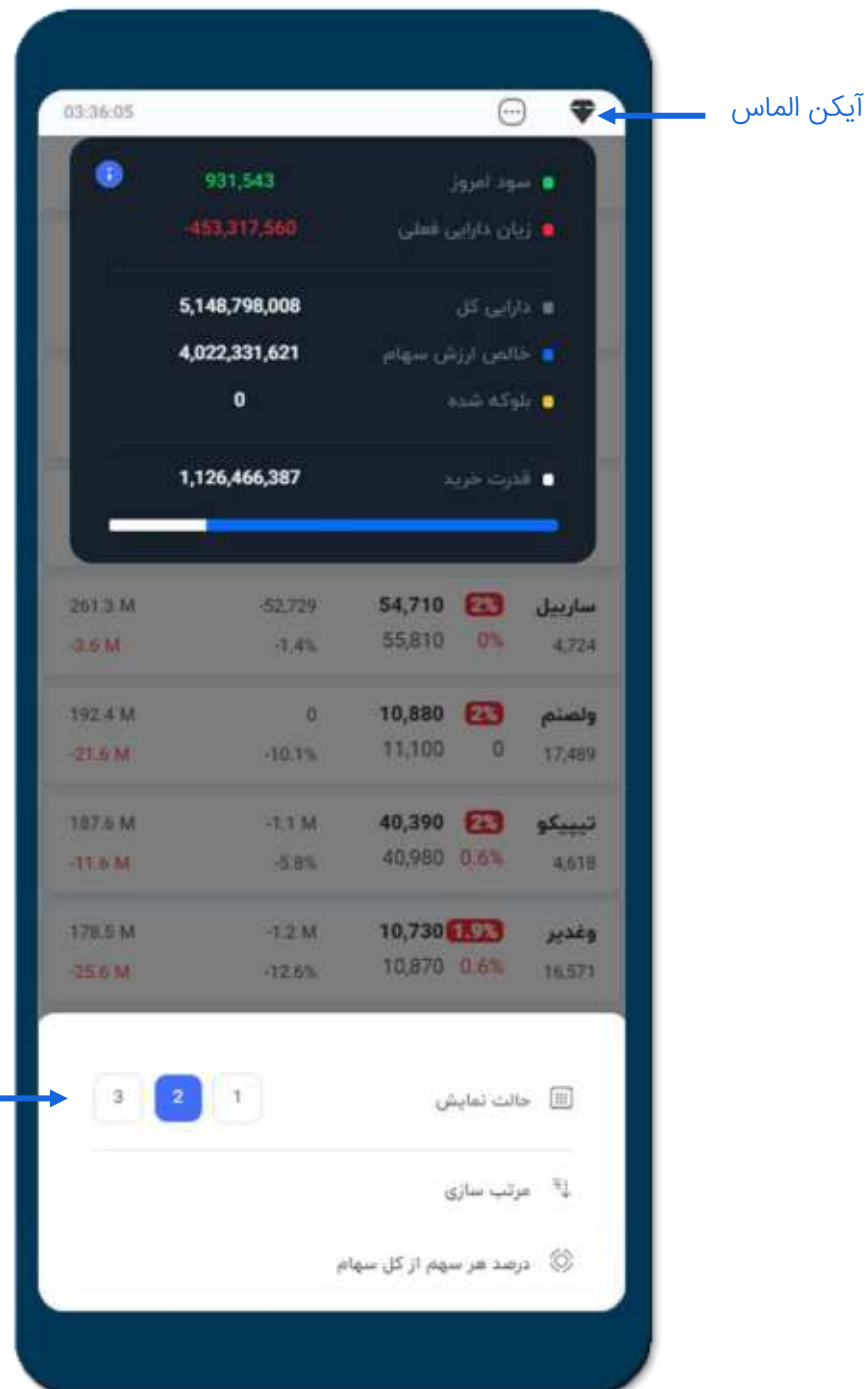 آیکن الماس
03:36:05
سود امروز 931,543
زیان دارایی فعلی -453,317,560
دارایی کل 5,148,798,008
خالص ارزش سهام 4,022,331,621
بلوکه شده 0
قدرت خرید 1,126,466,387
ساربیل 2% 54,710 -52,729 261.3 M
4,724 0% 55,810 -1.4% -3.6 M
ولصنم 2% 10,880 0 192.4 M
17,489 0 11,100 -10.1% -21.6 M
تیپیکو 2% 40,390 -1.1 M 187.6 M
4,618 0.6% 40,980 -5.8% -11.6 M
وغدیر 1.9% 10,730 -1.2 M 178.5 M
16,571 0.6% 10,870 -12.6% -25.6 M
حالت نمایش 1 2 3
مرتب سازی
درصد هر سهم از کل سهام